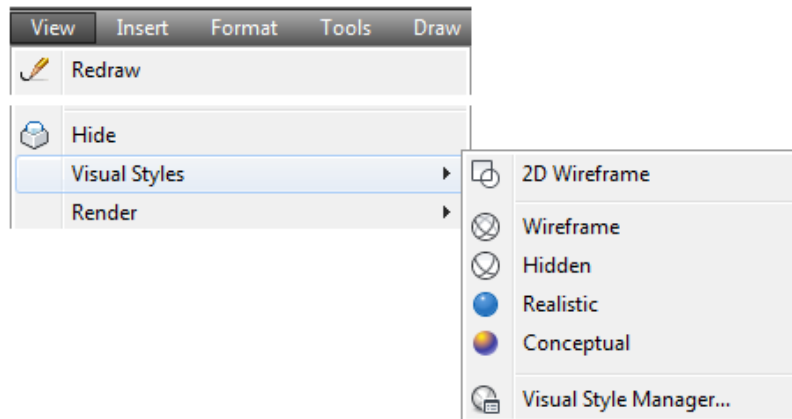 View Insert Format Tools Draw
Redraw
Hide
Visual Styles
Render
2D Wireframe
Wireframe
Hidden
Realistic
Conceptual
Visual Style Manager...